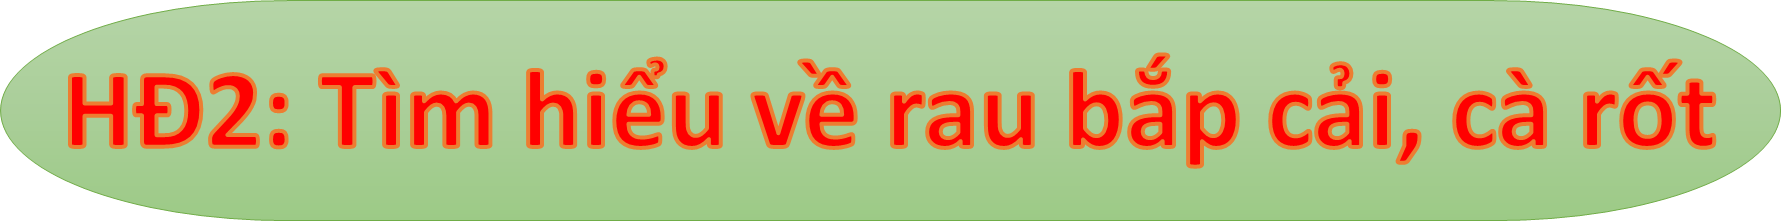 HĐ2: Tìm hiểu về rau bắp cải, cà rốt